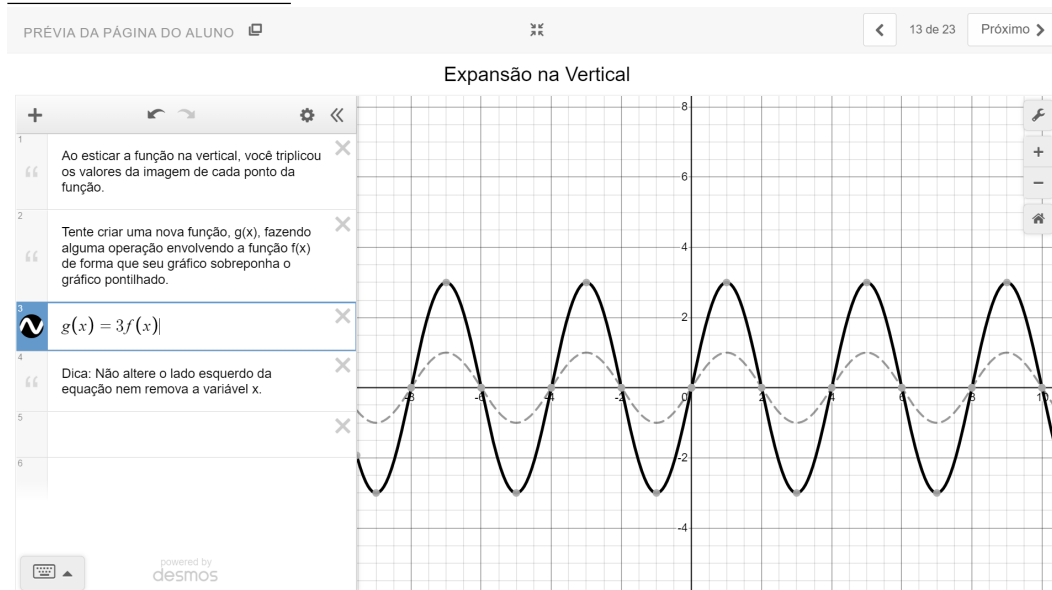 PRÉVIA DA PÁGINA DO ALUNO
13 de 23
Próximo
Expansão na Vertical
1
Ao esticar a função na vertical, você triplicou
os valores da imagem de cada ponto da
função.
2
Tente criar uma nova função, g(x), fazendo
alguma operação envolvendo a função f(x)
de forma que seu gráfico sobreponha o
gráfico pontilhado.
3
g(x) = 3f(x)
4
Dica: Não altere o lado esquerdo da
equação nem remova a variável x.
5
6
powered by
desmos
8
6
4
2
-8 -6 -4 -2 0 2 4 6 8 10
-2
-4